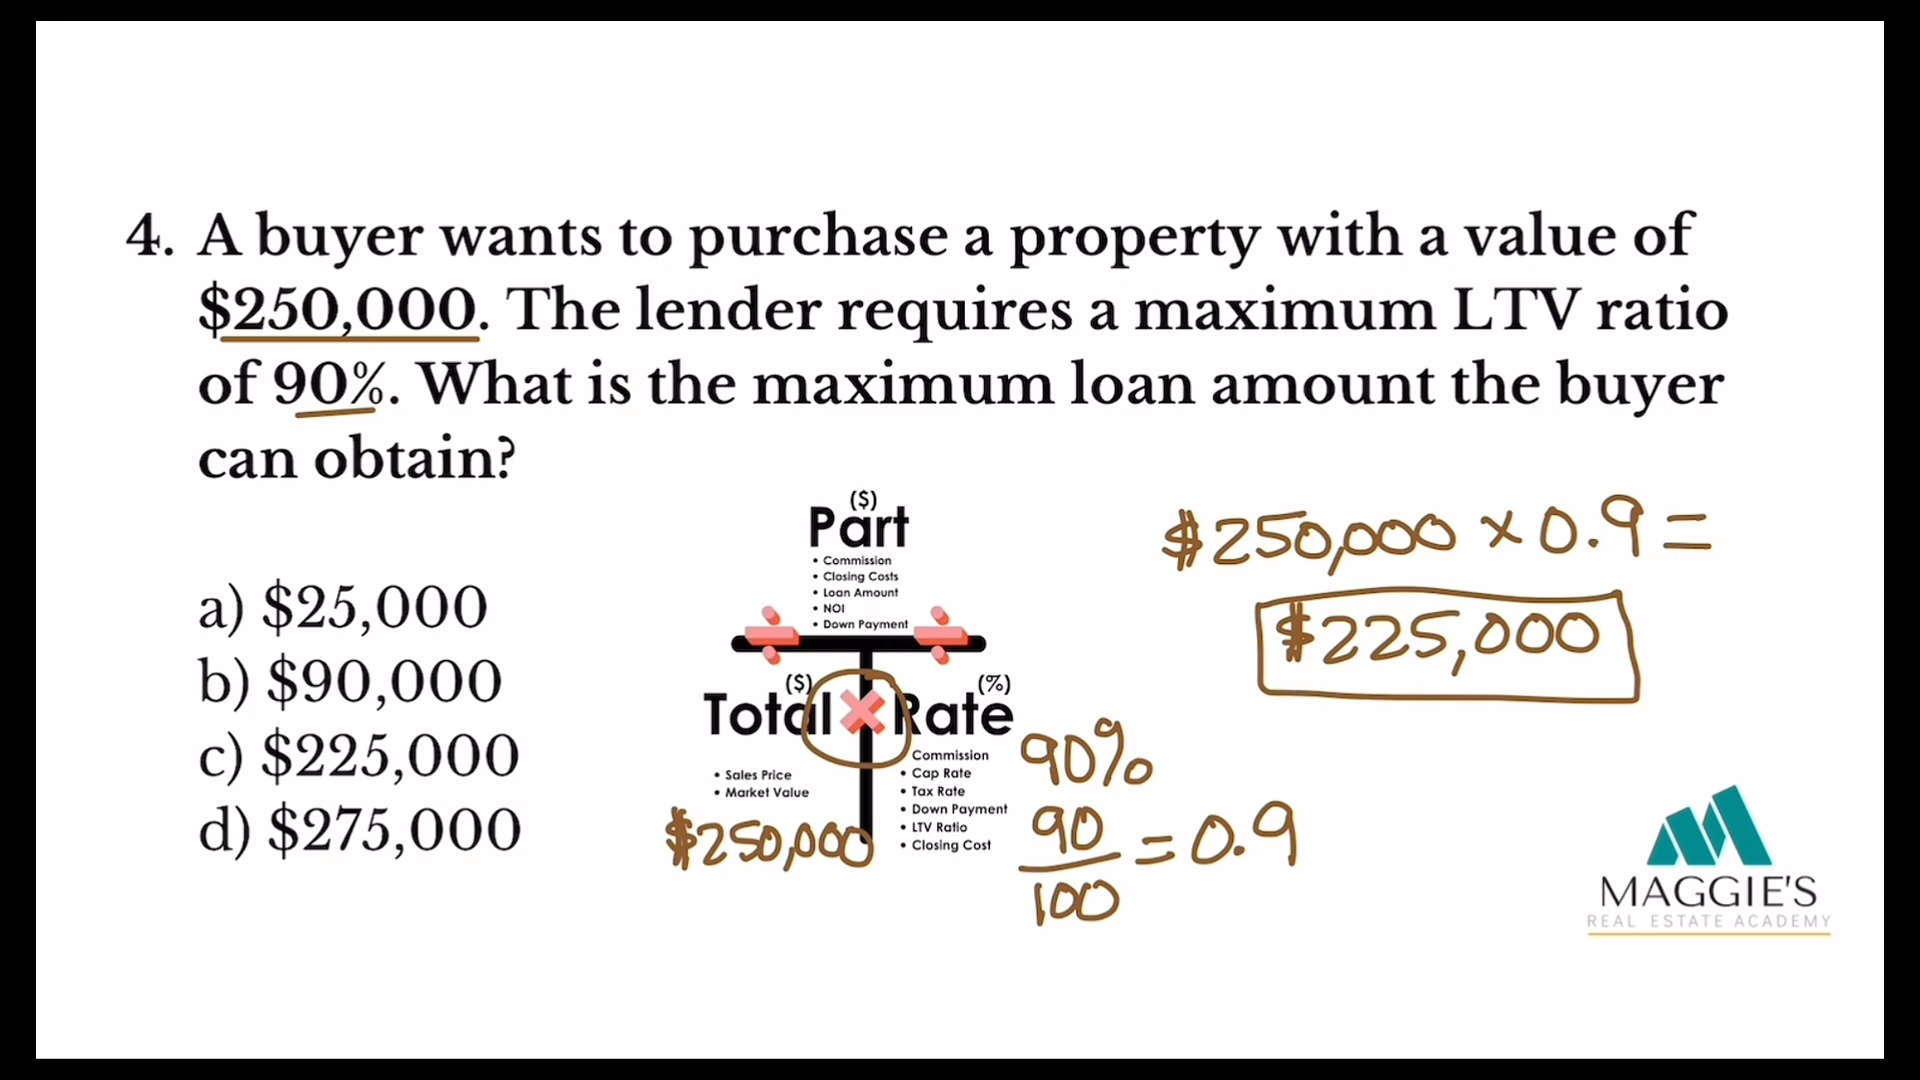 4. A buyer wants to purchase a property with a value of
$250,000. The lender requires a maximum LTV ratio
of 90%. What is the maximum loan amount the buyer
can obtain?
a) $25,000
b) $90,000
c) $225,000
d) $275,000
($)
Part
• Commission
• Closing Costs
• Loan Amount
• NOI
• Down Payment
÷ ÷
($)
Total
×
(%)
Rate
• Sales Price
• Market Value
$250,000
Commission
• Cap Rate
• Tax Rate
• Down Payment
• LTV Ratio
• Closing Cost
90%
90
100
= 0.9
$250,000 × 0.9 =
$225,000
MAGGIE'S
REAL ESTATE ACADEMY